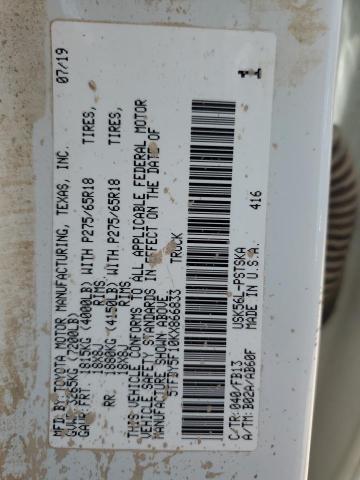 MFD. BY: TOYOTA MOTOR MANUFACTURING, TEXAS, INC. 07/19
GVWR 3265KG (7200LB)
GAWR FRT. 1815KG (4000LB) WITH P275/65R18 TIRES,
18X8J RIMS,
RR. 1880KG (4150LB) WITH P275/65R18 TIRES,
18X8J RIMS
THIS VEHICLE CONFORMS TO ALL APPLICABLE FEDERAL MOTOR
VEHICLE SAFETY STANDARDS IN EFFECT ON THE DATE OF
MANUFACTURE SHOWN ABOVE.
5TFDY5F10KX866833 TRUCK
USK56L-PSTSKA 416
C/TR: 040/FB13 MADE IN U.S.A.
A/TM: B02A/AB60F
1